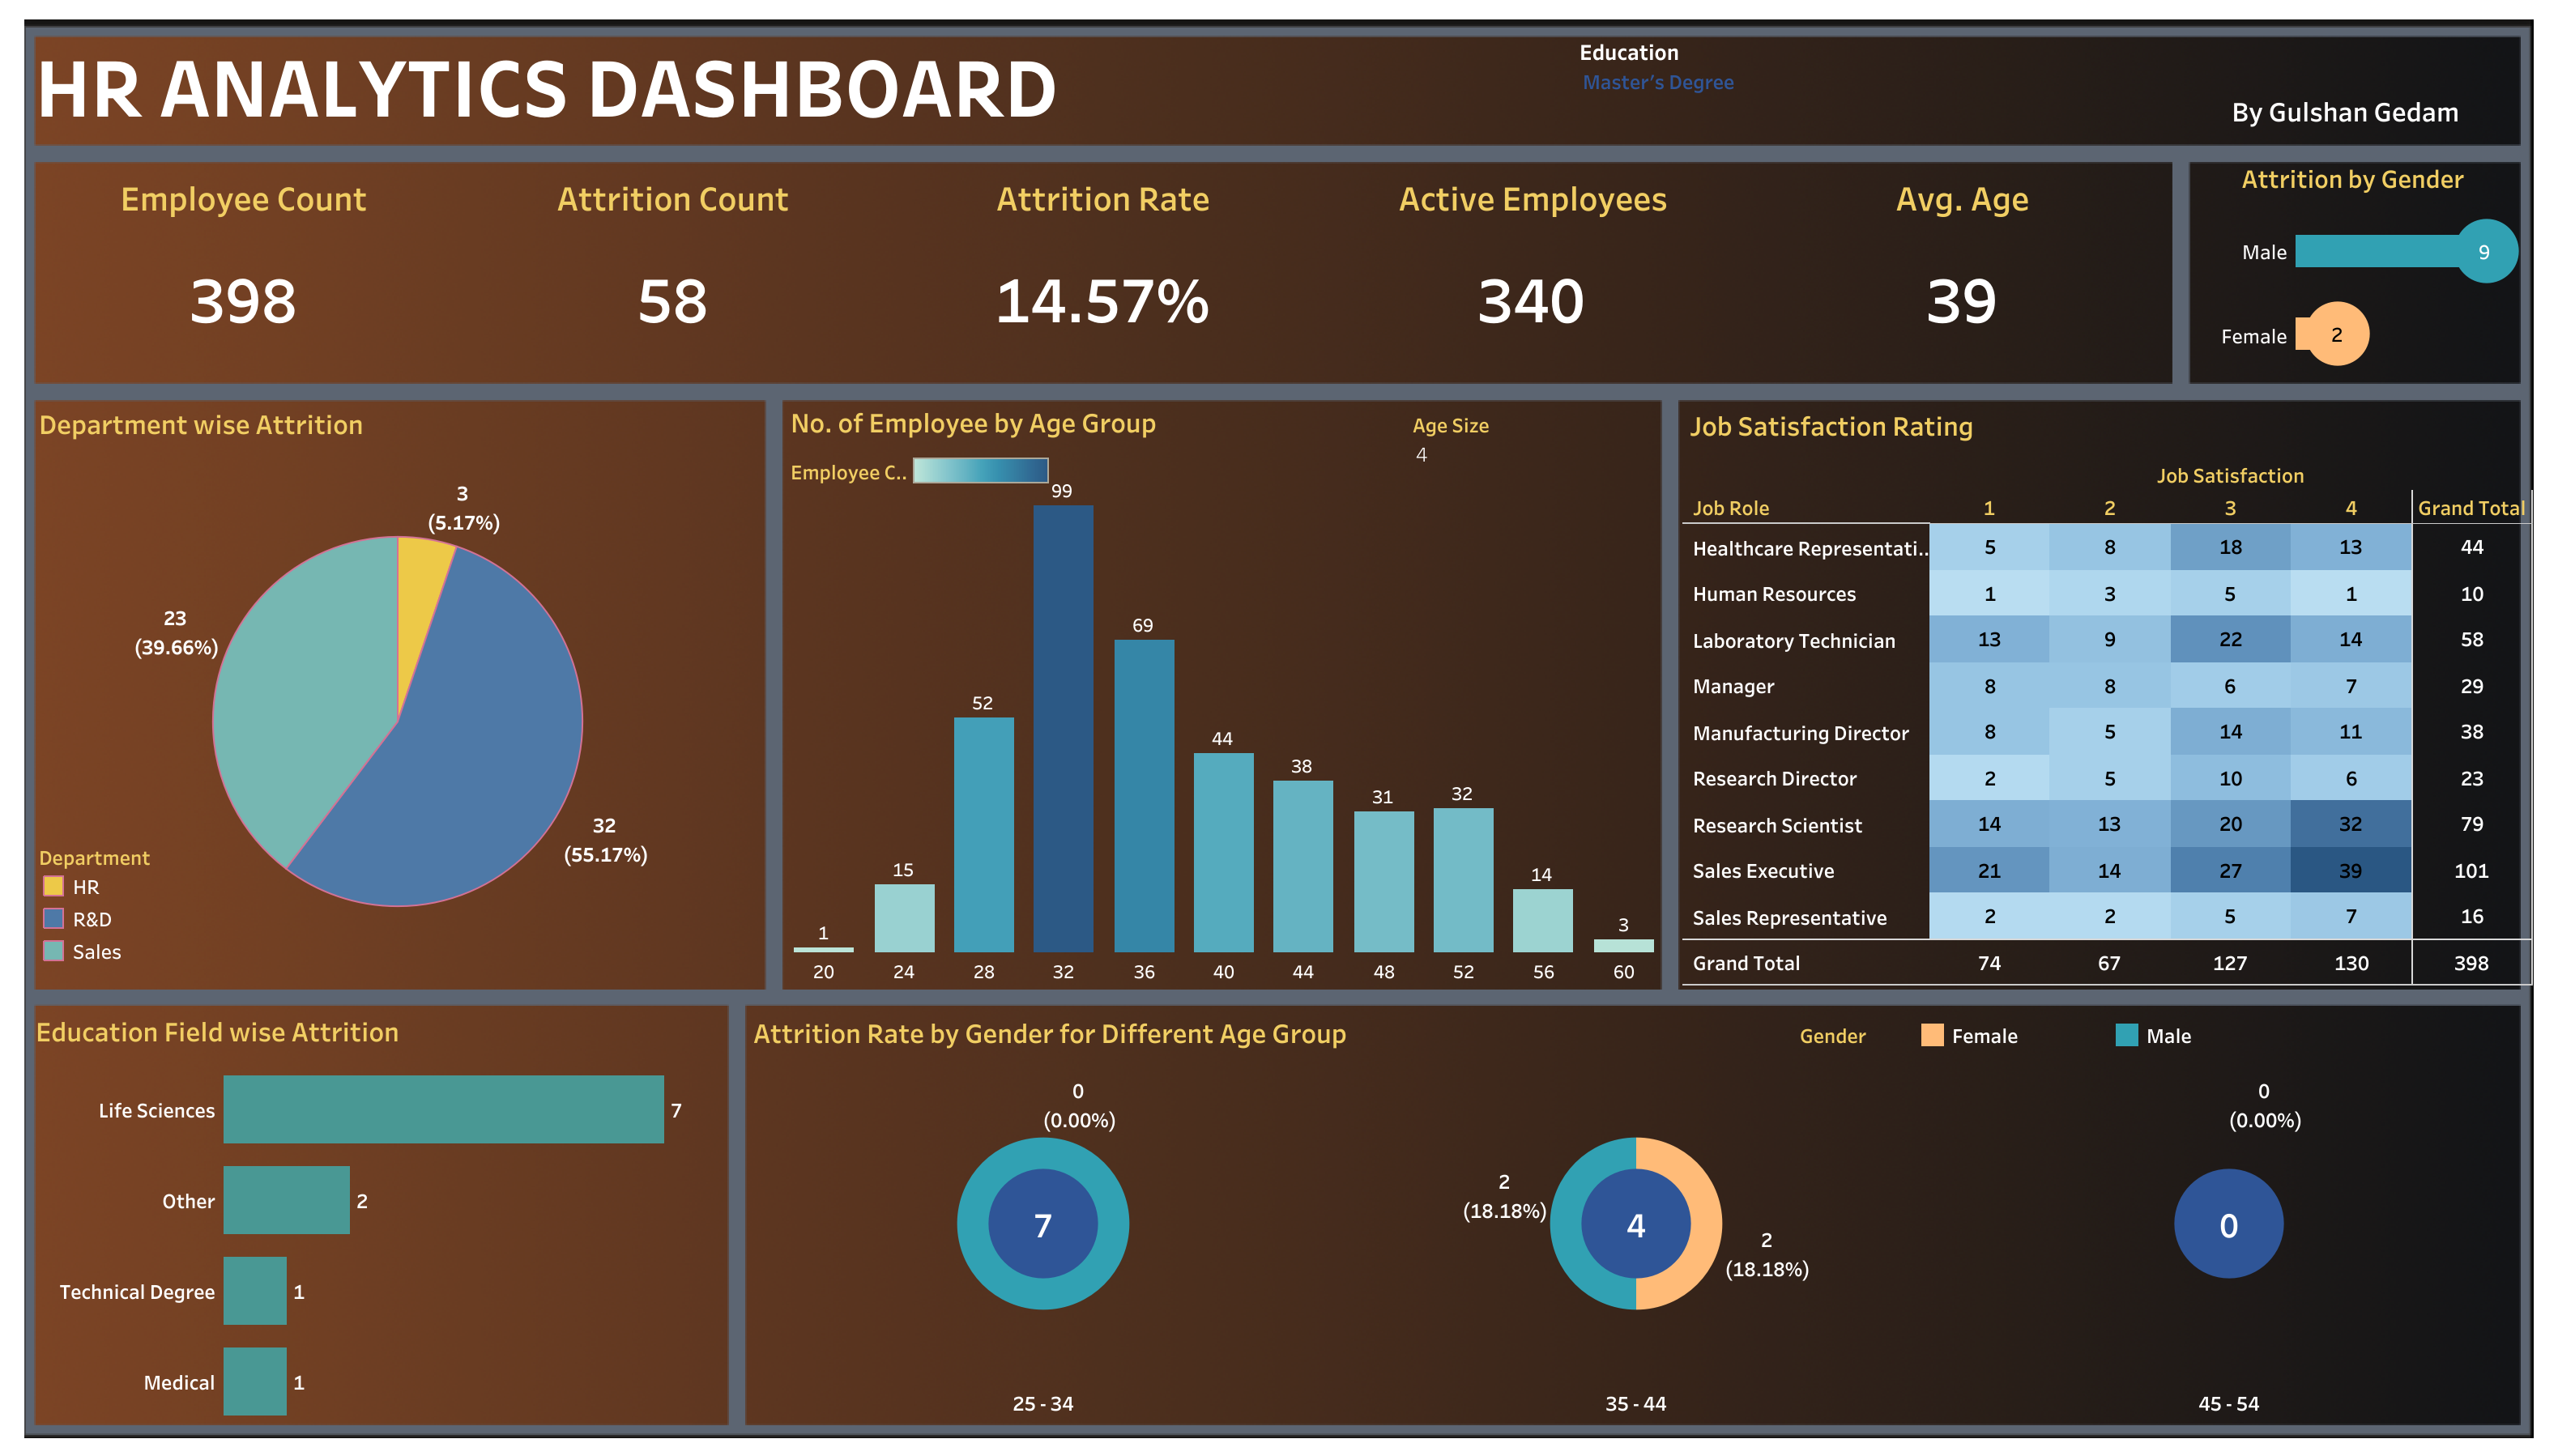 HR ANALYTICS DASHBOARD
Education
Master's Degree
By Gulshan Gedam
Employee Count
Attrition Count
Attrition Rate
Active Employees
Avg. Age
398
58
14.57%
340
39
Attrition by Gender
Male
9
Female
2
Department wise Attrition
3
(5.17%)
23
(39.66%)
32
(55.17%)
Department
HR
R&D
Sales
No. of Employee by Age Group
Age Size
4
Employee C..
99
69
52
44
38
31
32
15
14
1
3
20 24 28 32 36 40 44 48 52 56 60
Job Satisfaction Rating
Job Satisfaction
Job Role 1 2 3 4 Grand Total
Healthcare Representati.. 5 8 18 13 44
Human Resources 1 3 5 1 10
Laboratory Technician 13 9 22 14 58
Manager 8 8 6 7 29
Manufacturing Director 8 5 14 11 38
Research Director 2 5 10 6 23
Research Scientist 14 13 20 32 79
Sales Executive 21 14 27 39 101
Sales Representative 2 2 5 7 16
Grand Total 74 67 127 130 398
Education Field wise Attrition
Life Sciences 7
Other 2
Technical Degree 1
Medical 1
Attrition Rate by Gender for Different Age Group
Gender Female Male
0
(0.00%)
7
25 - 34
2
(18.18%)
4
2
(18.18%)
35 - 44
0
(0.00%)
0
45 - 54